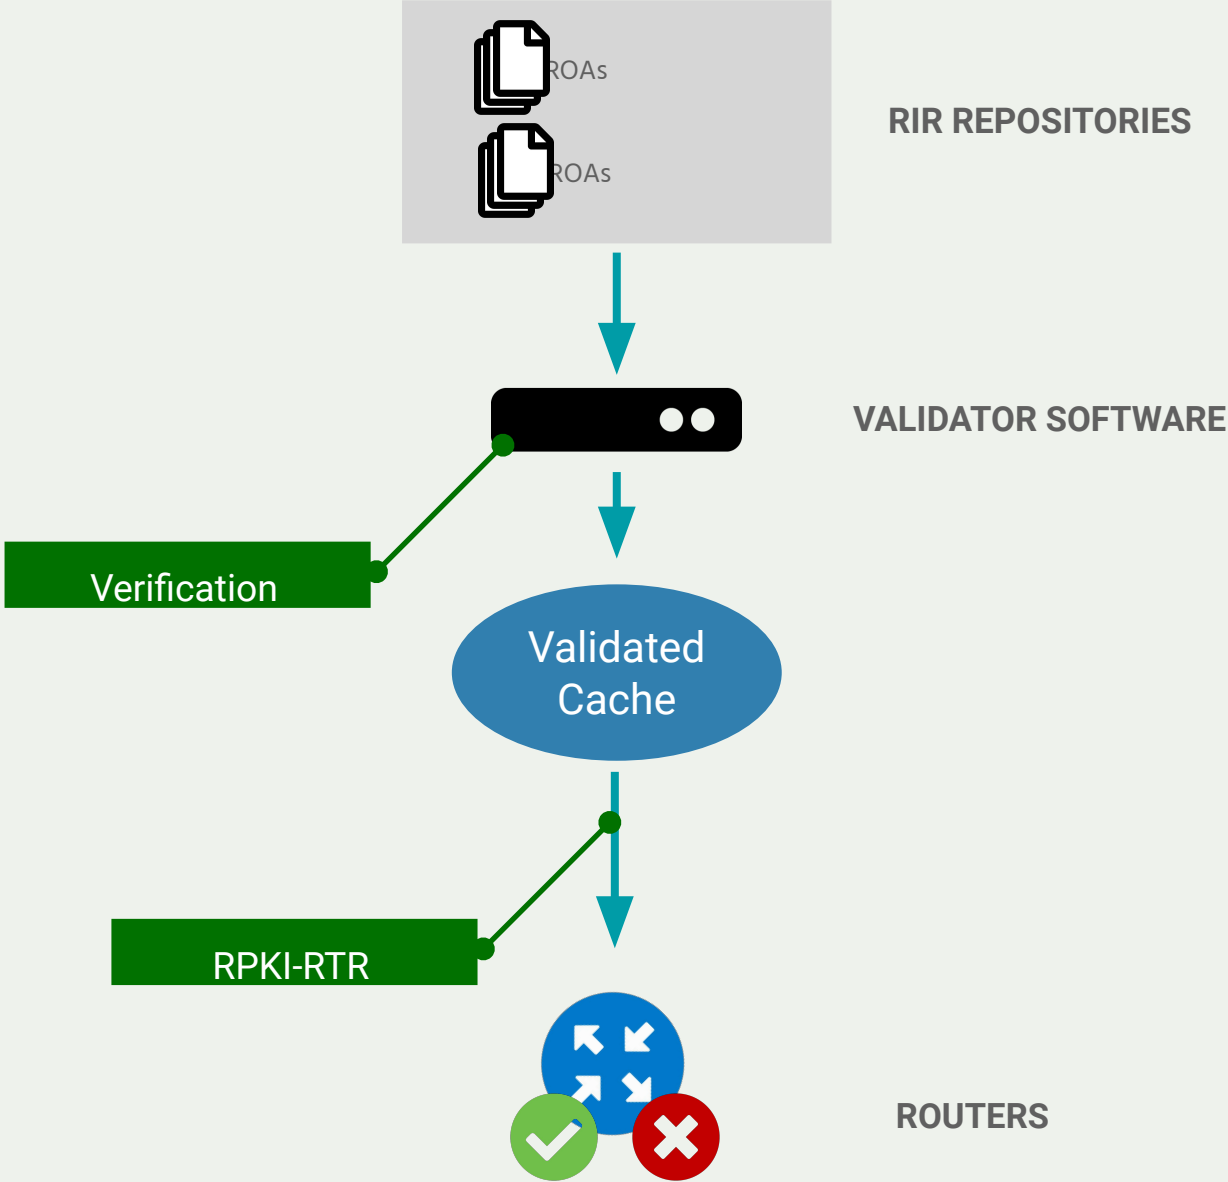 ROAs
RIR REPOSITORIES
ROAs
VALIDATOR SOFTWARE
Verification
Validated
Cache
RPKI-RTR
ROUTERS